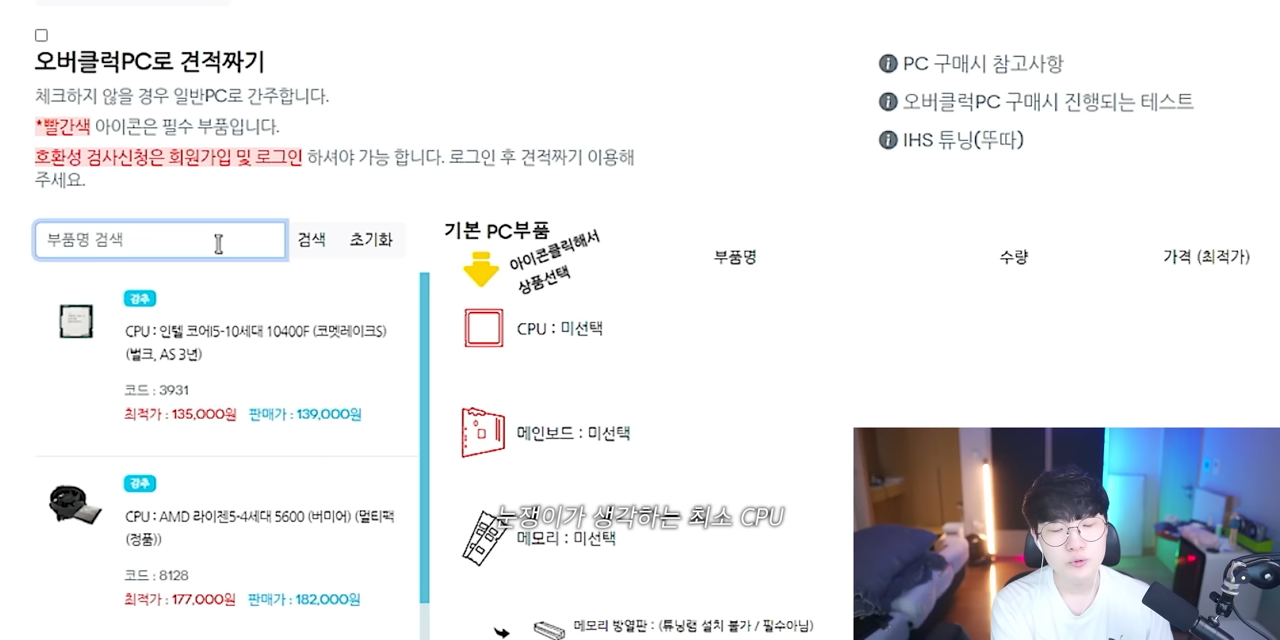 오버클럭PC로 견적짜기
체크하지 않을 경우 일반PC로 간주합니다.
*빨간색 아이콘은 필수 부품입니다.
호환성 검사신청은 회원가입 및 로그인 하셔야 가능 합니다. 로그인 후 견적짜기 이용해
주세요.
PC 구매시 참고사항
오버클럭PC 구매시 진행되는 테스트
IHS 튜닝(뚜따)
부품명 검색
검색
초기화
강추
CPU : 인텔 코어i5-10세대 10400F (코멧레이크S)
(벌크, AS 3년)
코드 : 3931
최적가 : 135,000원 판매가 : 139,000원
강추
CPU : AMD 라이젠5-4세대 5600 (버미어) (멀티팩
(정품))
코드 : 8128
최적가 : 177,000원 판매가 : 182,000원
기본 PC부품
아이콘클릭해서
상품선택
부품명
수량
가격 (최적가)
CPU : 미선택
메인보드 : 미선택
눈쟁이가 생각하는 최소 CPU
메모리 : 미선택
메모리 방열판 : (튜닝램 설치 불가 / 필수아님)